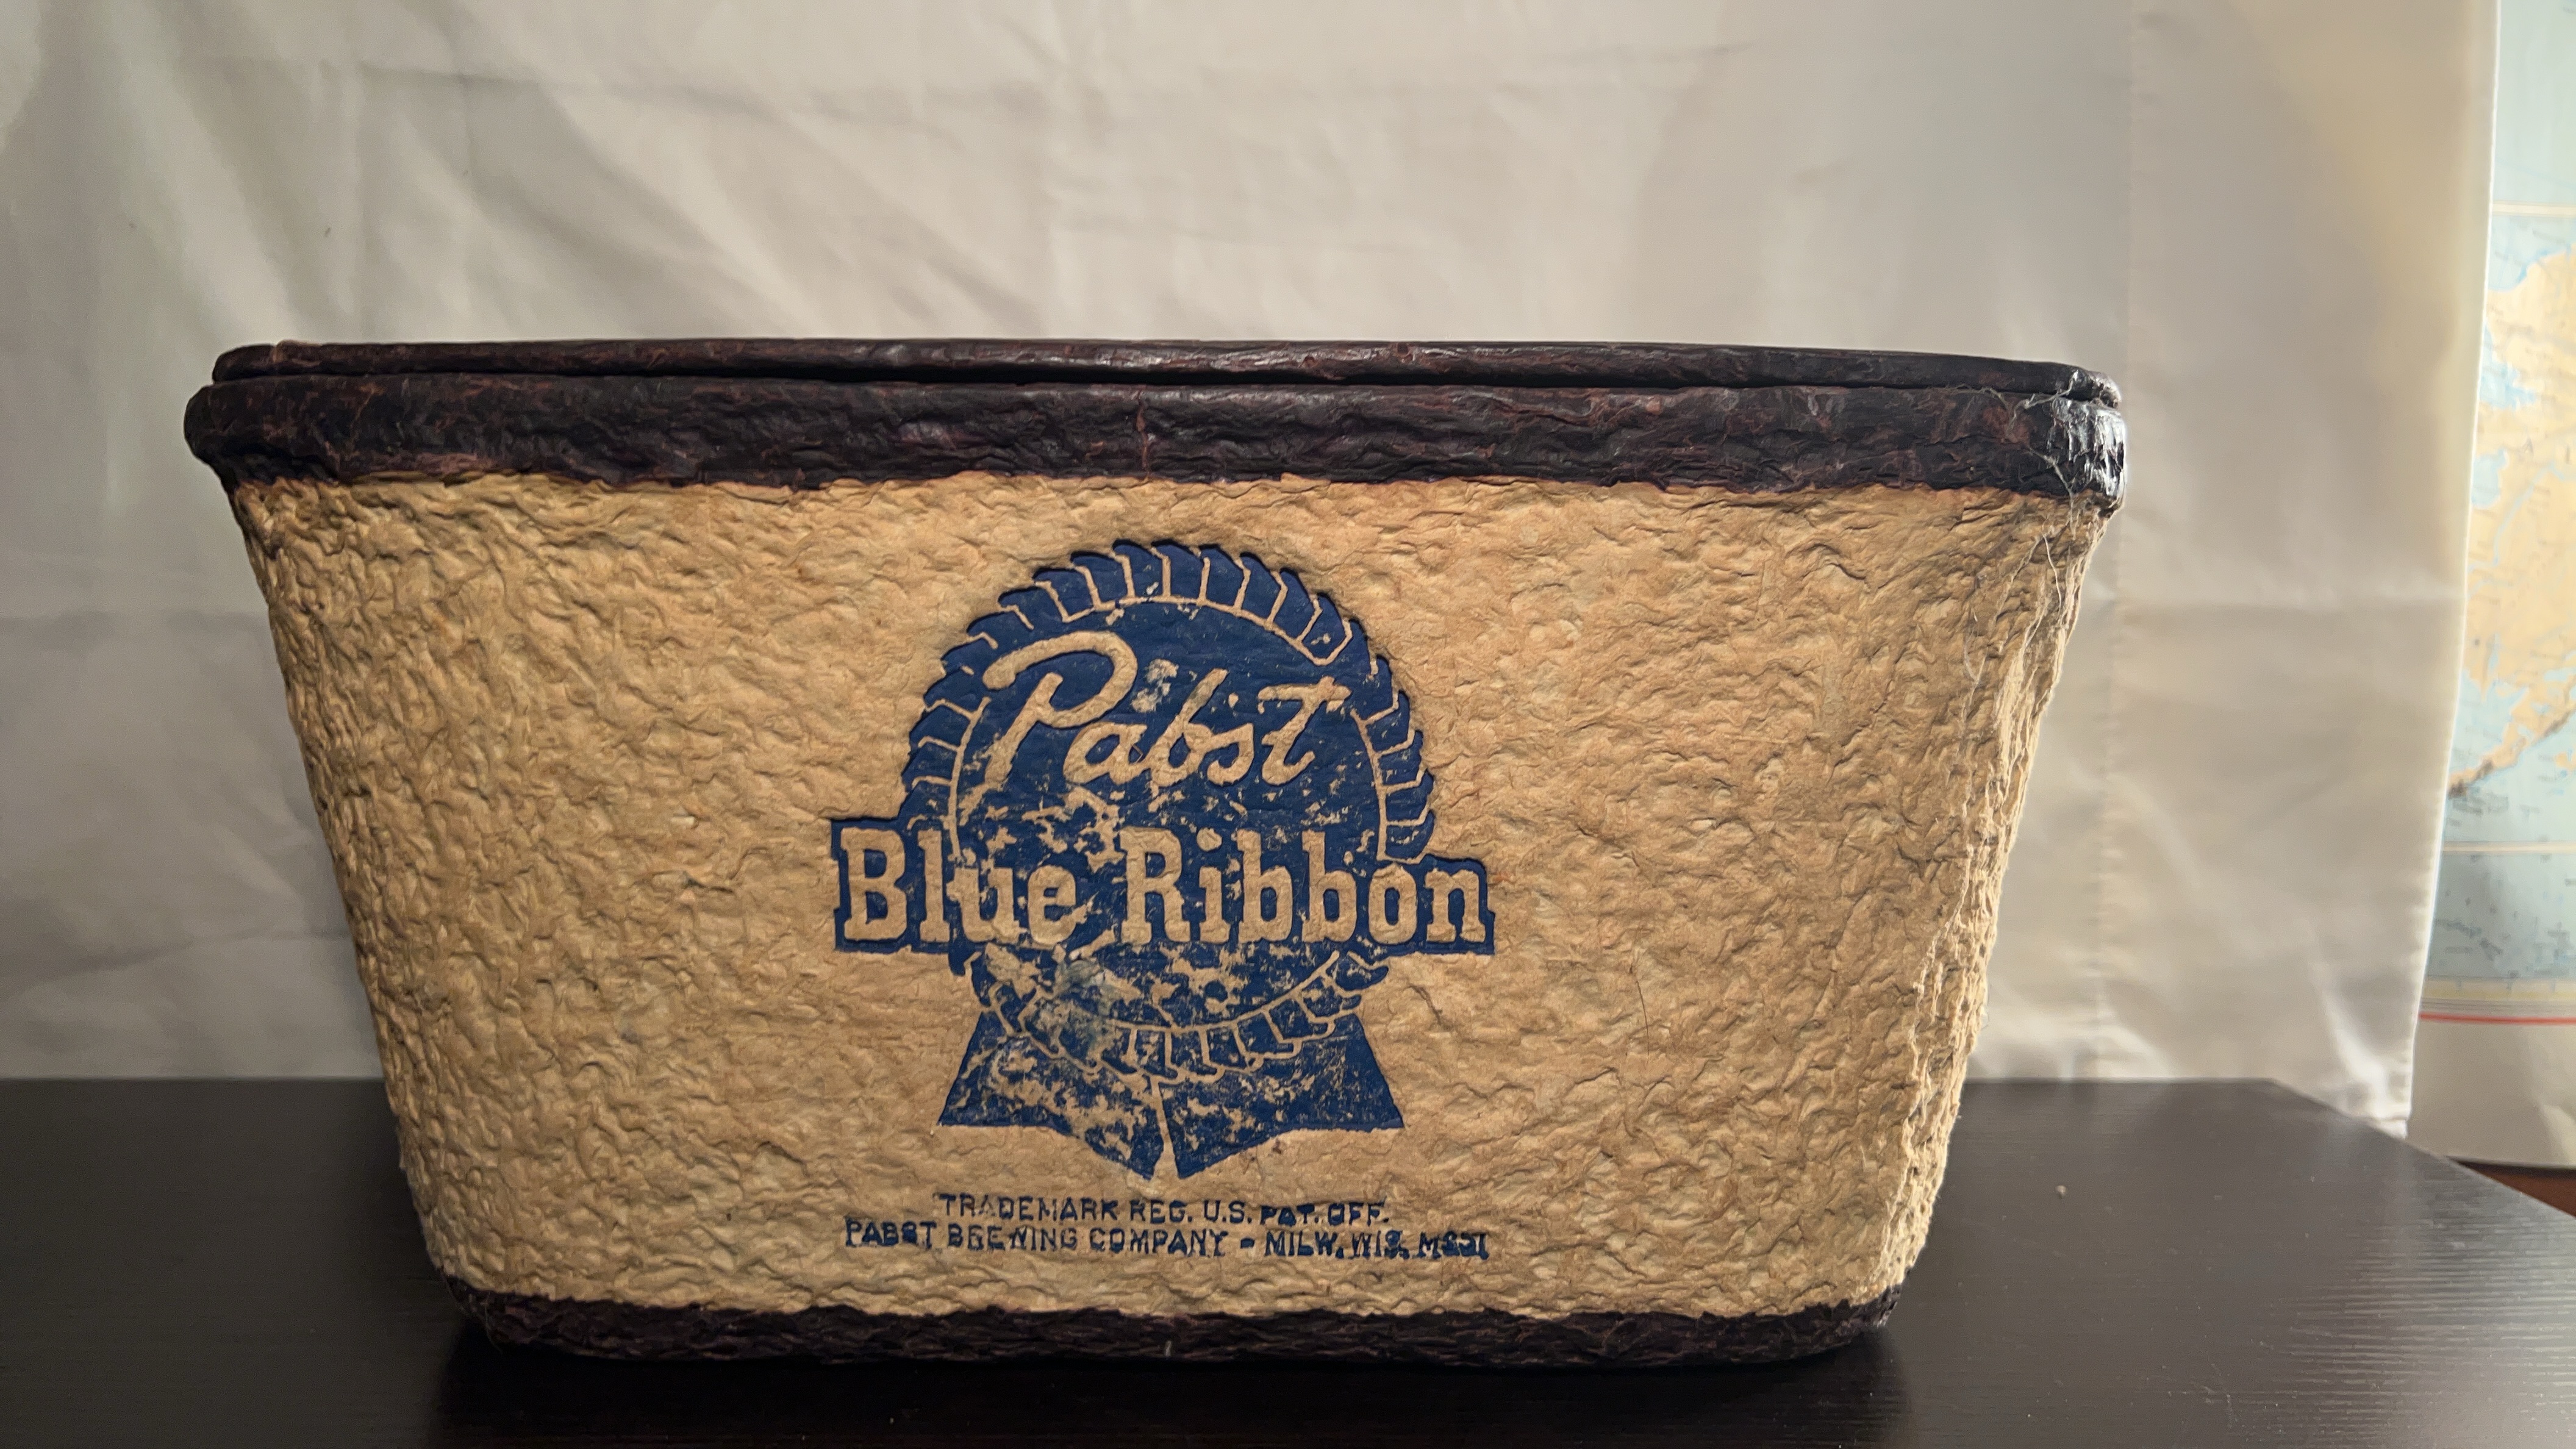 Pabst
Blue Ribbon
TRADEMARK REG. U.S. PAT. OFF.
PABST BREWING COMPANY - MILW. WIS.